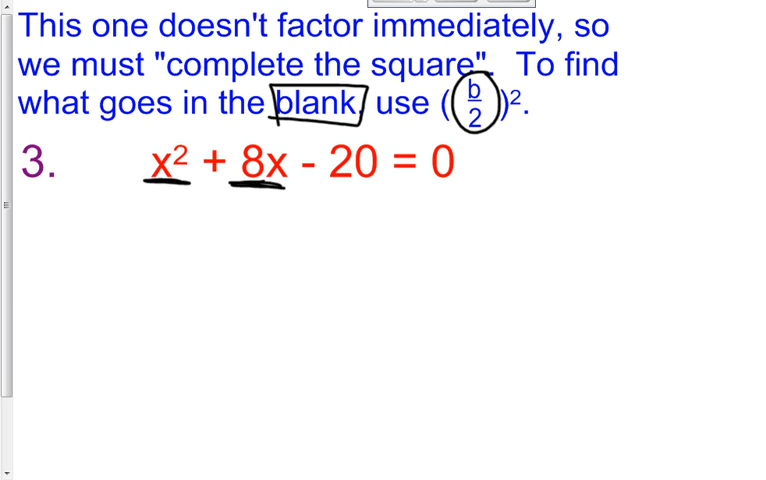 This one doesn't factor immediately, so
we must "complete the square". To find
what goes in the blank, use (b/2)².
3. x² + 8x - 20 = 0